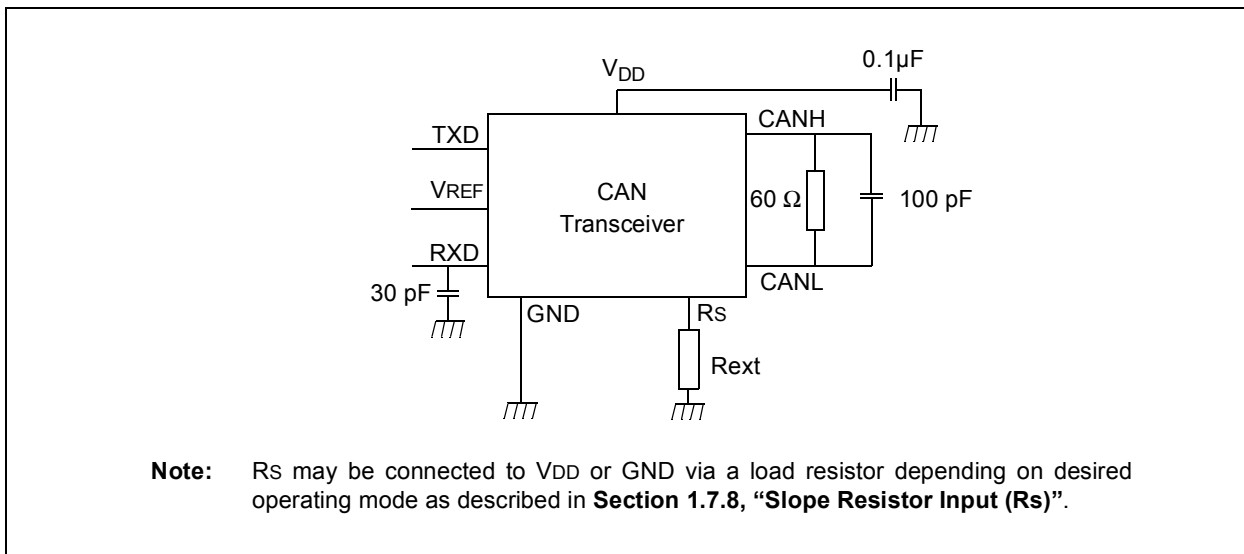 0.1µF
VDD
CANH
TXD
VREF
CAN
Transceiver
60 Ω
100 pF
RXD
CANL
30 pF
GND
RS
Rext
Note: RS may be connected to VDD or GND via a load resistor depending on desired
operating mode as described in Section 1.7.8, “Slope Resistor Input (Rs)”.